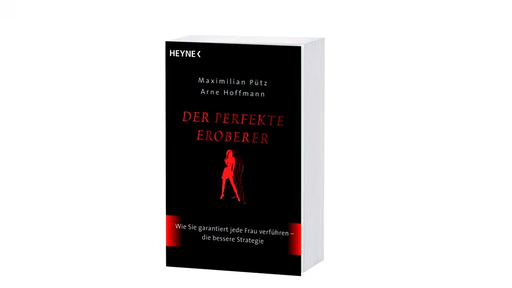 HEYNE<
Maximilian Pütz
Arne Hoffmann
DER PERFEKTE
EROBERER
Wie Sie garantiert jede Frau verführen –
die bessere Strategie